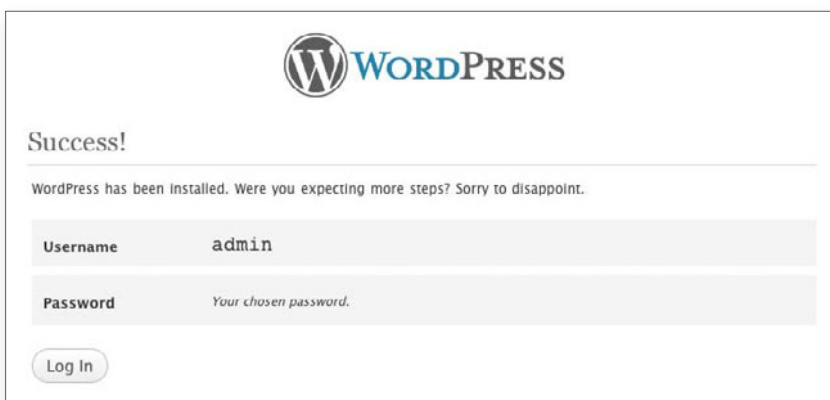 WORDPRESS
Success!
WordPress has been installed. Were you expecting more steps? Sorry to disappoint.
Username admin
Password Your chosen password.
Log In